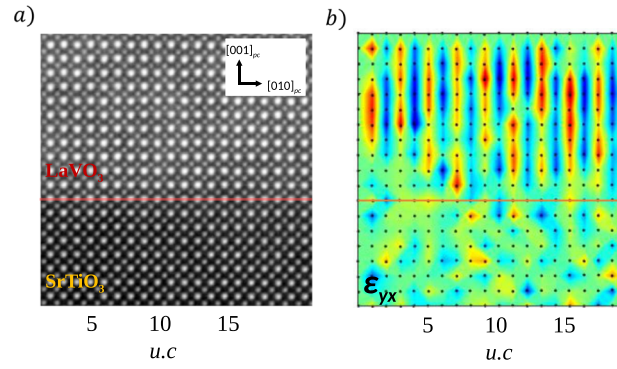 a)
b)
[001]pc
[010]pc
LaVO3
SrTiO3
εyx
5 10 15
5 10 15
u.c
u.c